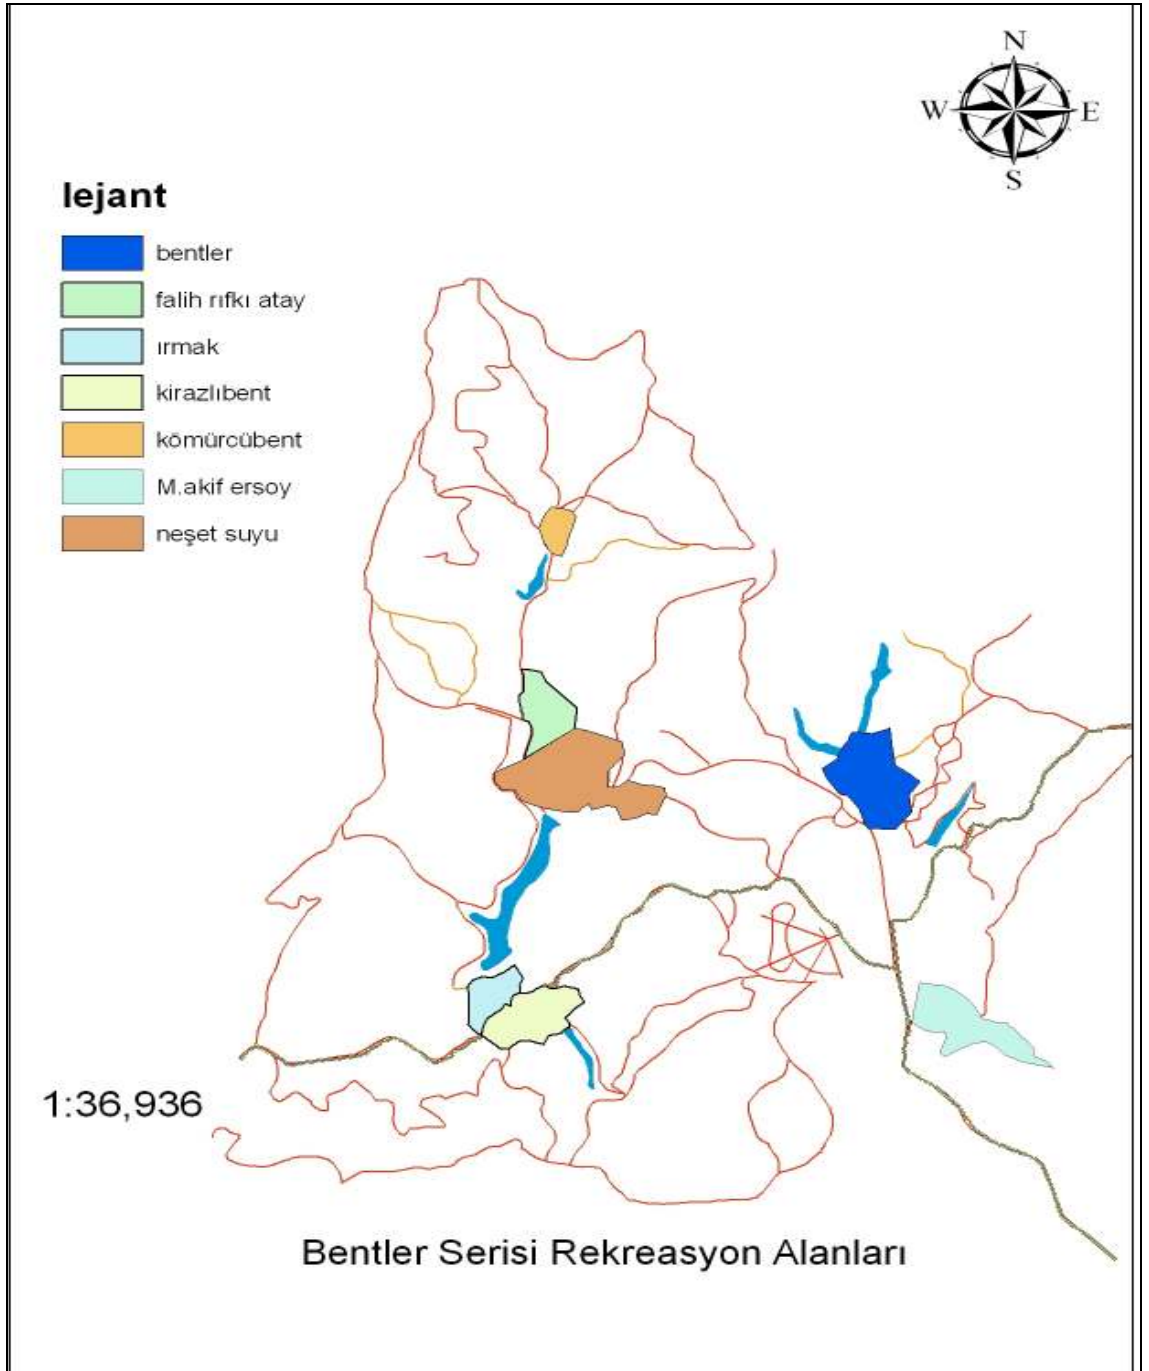 N
W E
S
lejant
bentler
falih rıfkı atay
ırmak
kirazlıbent
kömürcübent
M.akif ersoy
neşet suyu
1:36,936
Bentler Serisi Rekreasyon Alanları